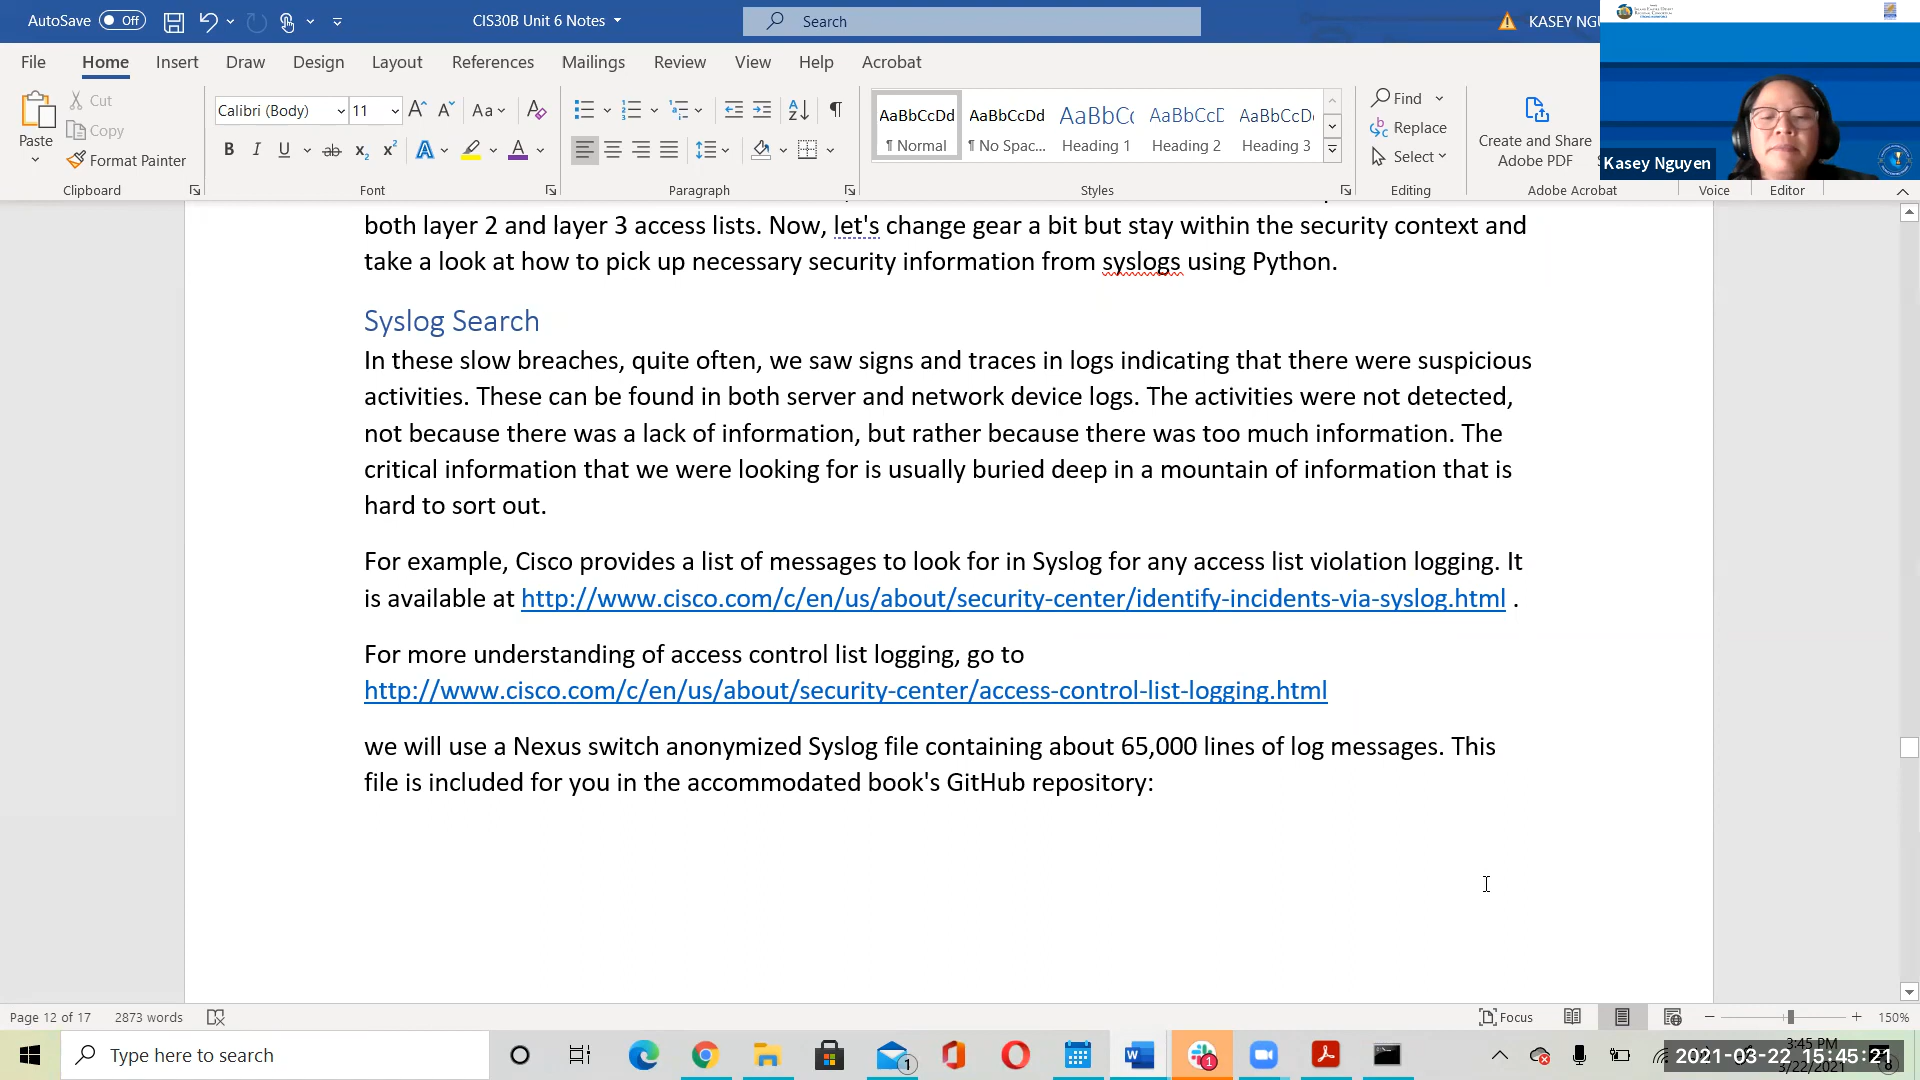 AutoSave Off
CIS30B Unit 6 Notes
Search
KASEY NGU
File Home Insert Draw Design Layout References Mailings Review View Help Acrobat
Paste
Cut
Copy
Format Painter
Clipboard
Calibri (Body) 11
Font
Paragraph
AaBbCcDd
¶ Normal
AaBbCcDd
¶ No Spac...
AaBbCc
Heading 1
AaBbCcD
Heading 2
AaBbCcD
Heading 3
Styles
Find
Replace
Select
Editing
Create and Share
Adobe PDF
Adobe Acrobat
Voice
Editor
Kasey Nguyen
both layer 2 and layer 3 access lists. Now, let's change gear a bit but stay within the security context and
take a look at how to pick up necessary security information from syslogs using Python.
Syslog Search
In these slow breaches, quite often, we saw signs and traces in logs indicating that there were suspicious
activities. These can be found in both server and network device logs. The activities were not detected,
not because there was a lack of information, but rather because there was too much information. The
critical information that we were looking for is usually buried deep in a mountain of information that is
hard to sort out.
For example, Cisco provides a list of messages to look for in Syslog for any access list violation logging. It
is available at http://www.cisco.com/c/en/us/about/security-center/identify-incidents-via-syslog.html .
For more understanding of access control list logging, go to
http://www.cisco.com/c/en/us/about/security-center/access-control-list-logging.html
we will use a Nexus switch anonymized Syslog file containing about 65,000 lines of log messages. This
file is included for you in the accommodated book's GitHub repository:
Page 12 of 17 2873 words
Focus
150%
Type here to search
3:45 PM
3/22/2021
2021-03-22 15:45:21